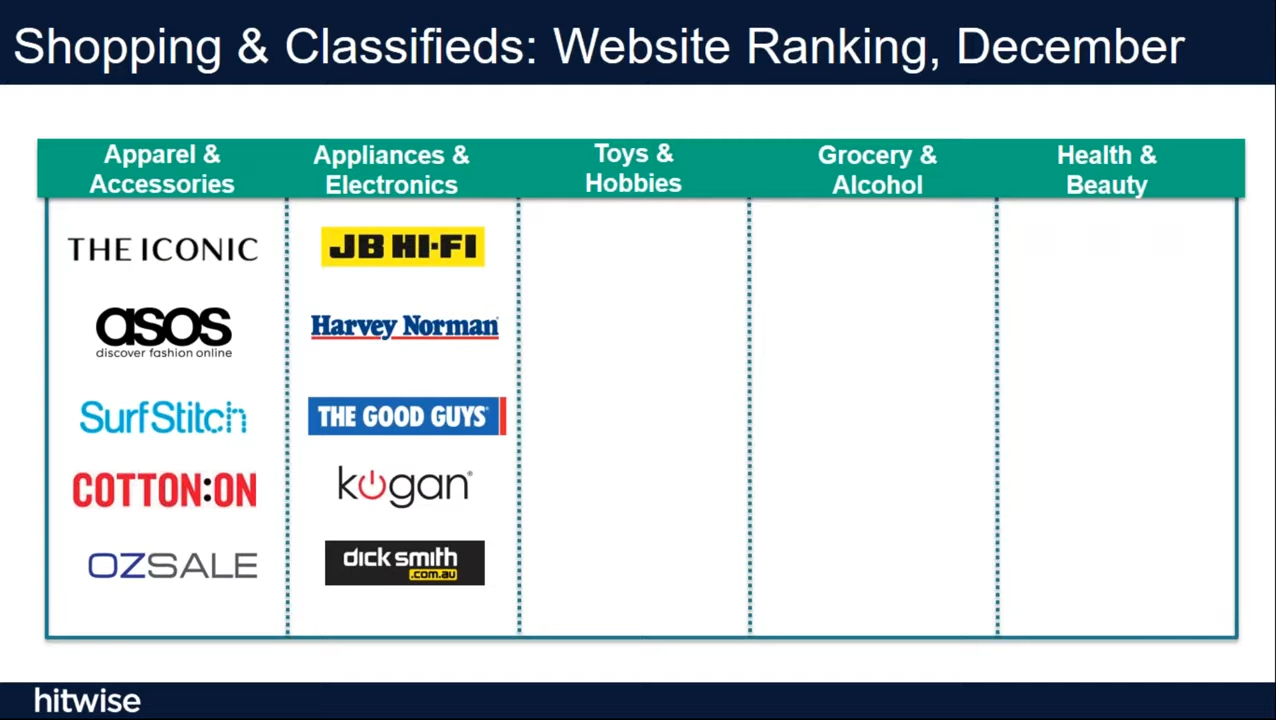 Shopping & Classifieds: Website Ranking, December
Apparel &
Accessories
Appliances &
Electronics
Toys &
Hobbies
Grocery &
Alcohol
Health &
Beauty
THE ICONIC
asos
discover fashion online
SurfStitch
COTTON:ON
OZSALE
JB HI-FI
Harvey Norman
THE GOOD GUYS
kogan
dick smith
.com.au
hitwise